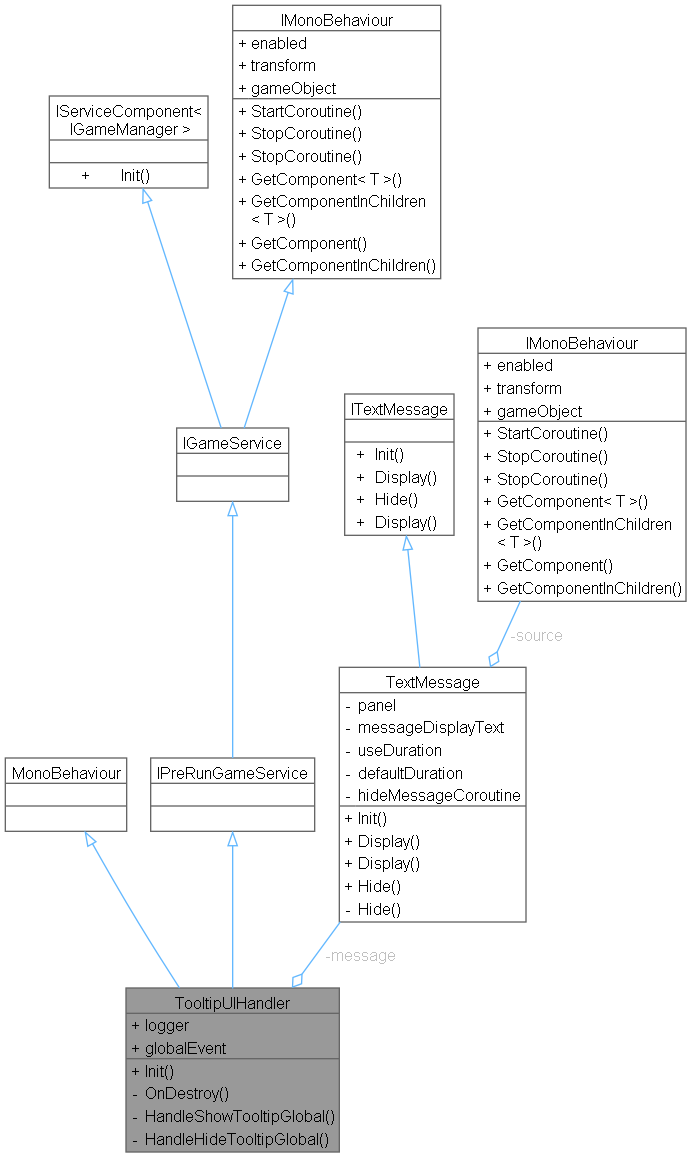 IMonoBehaviour
+ enabled
+ transform
+ gameObject
+ StartCoroutine()
+ StopCoroutine()
+ StopCoroutine()
+ GetComponent< T >()
+ GetComponentInChildren
< T >()
+ GetComponent()
+ GetComponentInChildren()
IServiceComponent<
IGameManager >
+ Init()
IGameService
IMonoBehaviour
+ enabled
+ transform
+ gameObject
+ StartCoroutine()
+ StopCoroutine()
+ StopCoroutine()
+ GetComponent< T >()
+ GetComponentInChildren
< T >()
+ GetComponent()
+ GetComponentInChildren()
ITextMessage
+ Init()
+ Display()
+ Hide()
+ Display()
-source
TextMessage
- panel
- messageDisplayText
- useDuration
- defaultDuration
- hideMessageCoroutine
+ Init()
+ Display()
+ Display()
+ Hide()
- Hide()
MonoBehaviour
IPreRunGameService
-message
TooltipUIHandler
+ logger
+ globalEvent
+ Init()
- OnDestroy()
- HandleShowTooltipGlobal()
- HandleHideTooltipGlobal()